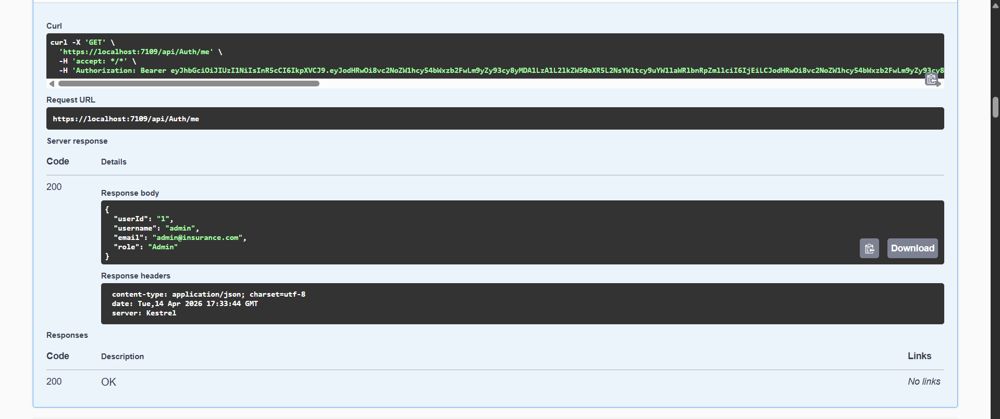 Curl
curl -X 'GET' \
'https://localhost:7109/api/Auth/me' \
-H 'accept: */*' \
-H 'Authorization: Bearer eyJhbGciOiJIUzI1NiIsInR5cCI6IkpXVCJ9.eyJodHRwOi8vc2NoZW1hcy54bWxzb2FwLm9yZy93cy8yMDA1LzA1L2lkZW50aXR5L2NsYWltcy9uYW1laWRlbnRpZmllciI6IjEiLCJodHRwOi8vc2NoZW1hcy54bWxzb2FwLm9yZy93cy8
Request URL
https://localhost:7109/api/Auth/me
Server response
Code Details
200
Response body
{
"userId": "1",
"username": "admin",
"email": "admin@insurance.com",
"role": "Admin"
}
Download
Response headers
content-type: application/json; charset=utf-8
date: Tue,14 Apr 2026 17:33:44 GMT
server: Kestrel
Responses
Code Description Links
200 OK No links